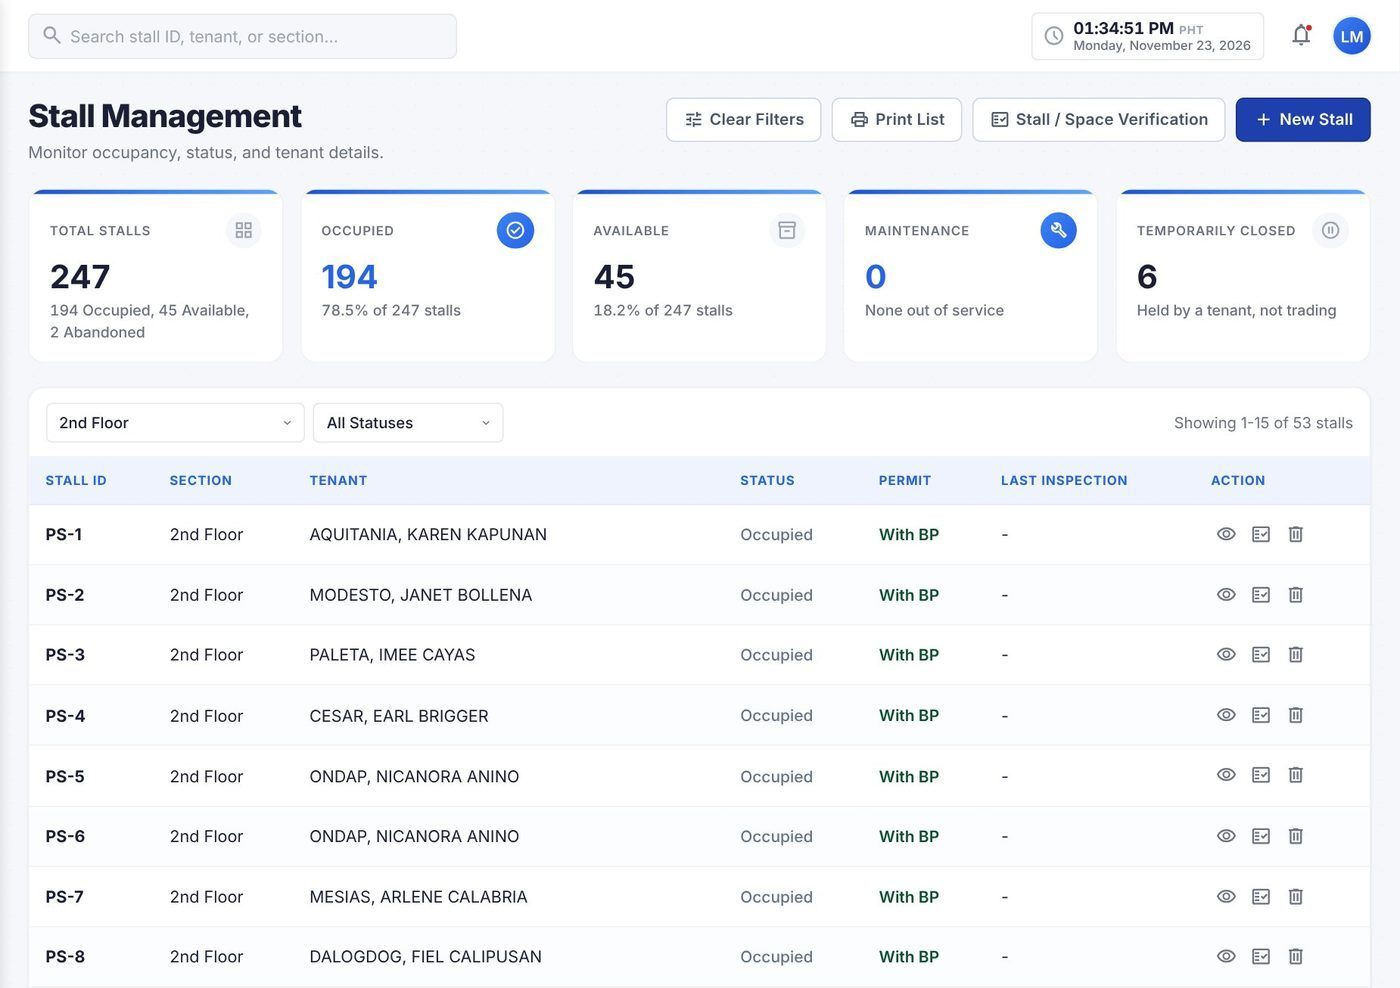 Search stall ID, tenant, or section...
01:34:51 PM PHT
Monday, November 23, 2026
LM
Stall Management
Monitor occupancy, status, and tenant details.
Clear Filters
Print List
Stall / Space Verification
+ New Stall
TOTAL STALLS
247
194 Occupied, 45 Available,
2 Abandoned
OCCUPIED
194
78.5% of 247 stalls
AVAILABLE
45
18.2% of 247 stalls
MAINTENANCE
0
None out of service
TEMPORARILY CLOSED
6
Held by a tenant, not trading
2nd Floor
All Statuses
Showing 1-15 of 53 stalls
STALL ID SECTION TENANT STATUS PERMIT LAST INSPECTION ACTION
PS-1 2nd Floor AQUITANIA, KAREN KAPUNAN Occupied With BP -
PS-2 2nd Floor MODESTO, JANET BOLLENA Occupied With BP -
PS-3 2nd Floor PALETA, IMEE CAYAS Occupied With BP -
PS-4 2nd Floor CESAR, EARL BRIGGER Occupied With BP -
PS-5 2nd Floor ONDAP, NICANORA ANINO Occupied With BP -
PS-6 2nd Floor ONDAP, NICANORA ANINO Occupied With BP -
PS-7 2nd Floor MESIAS, ARLENE CALABRIA Occupied With BP -
PS-8 2nd Floor DALOGDOG, FIEL CALIPUSAN Occupied With BP -